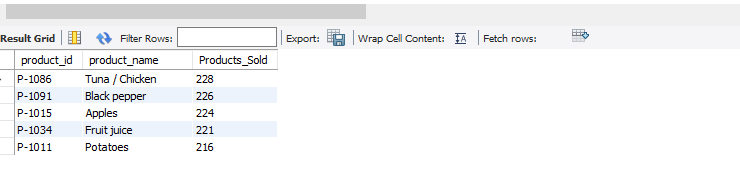 Result Grid Filter Rows: Export: Wrap Cell Content: Fetch rows:
product_id product_name Products_Sold
P-1086 Tuna / Chicken 228
P-1091 Black pepper 226
P-1015 Apples 224
P-1034 Fruit juice 221
P-1011 Potatoes 216